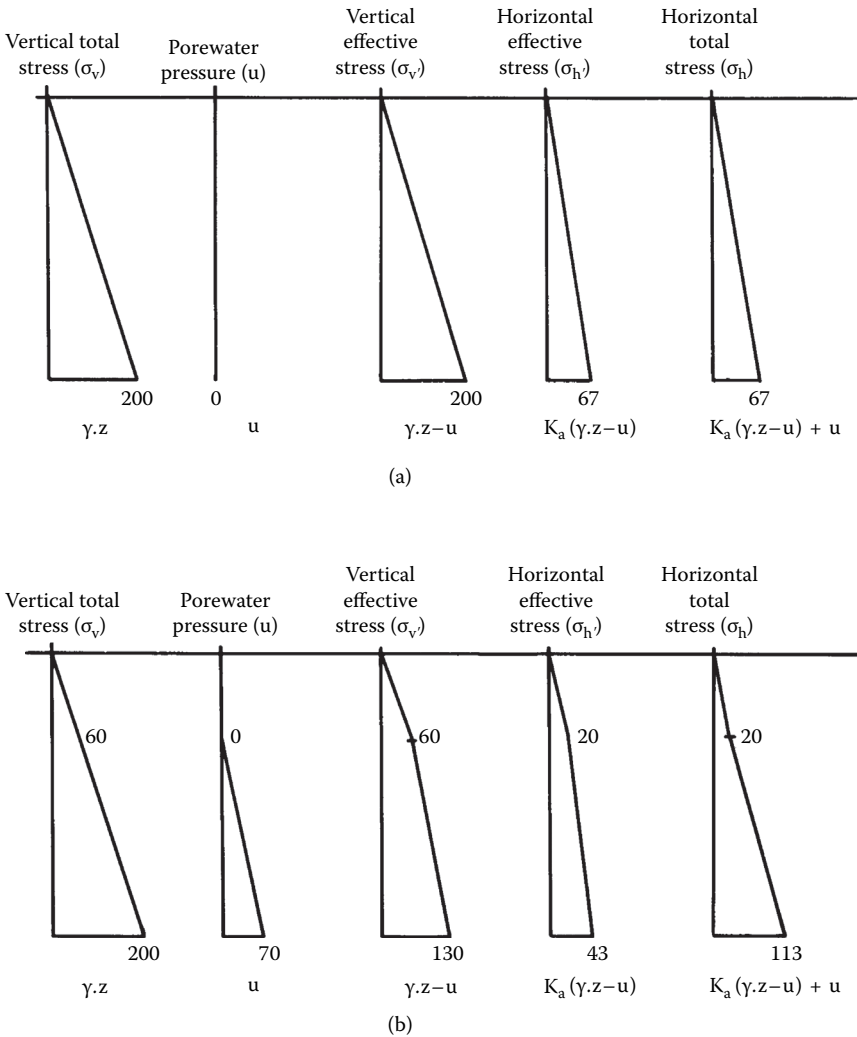 Vertical total
stress (σv)
Porewater
pressure (u)
Vertical
effective
stress (σv′)
Horizontal
effective
stress (σh′)
Horizontal
total
stress (σh)
200
0
200
67
67
γ.z
u
γ.z−u
Ka (γ.z−u)
Ka (γ.z−u) + u
(a)
Vertical total
stress (σv)
Porewater
pressure (u)
Vertical
effective
stress (σv′)
Horizontal
effective
stress (σh′)
Horizontal
total
stress (σh)
60
0
60
20
20
200
70
130
43
113
γ.z
u
γ.z−u
Ka (γ.z−u)
Ka (γ.z−u) + u
(b)